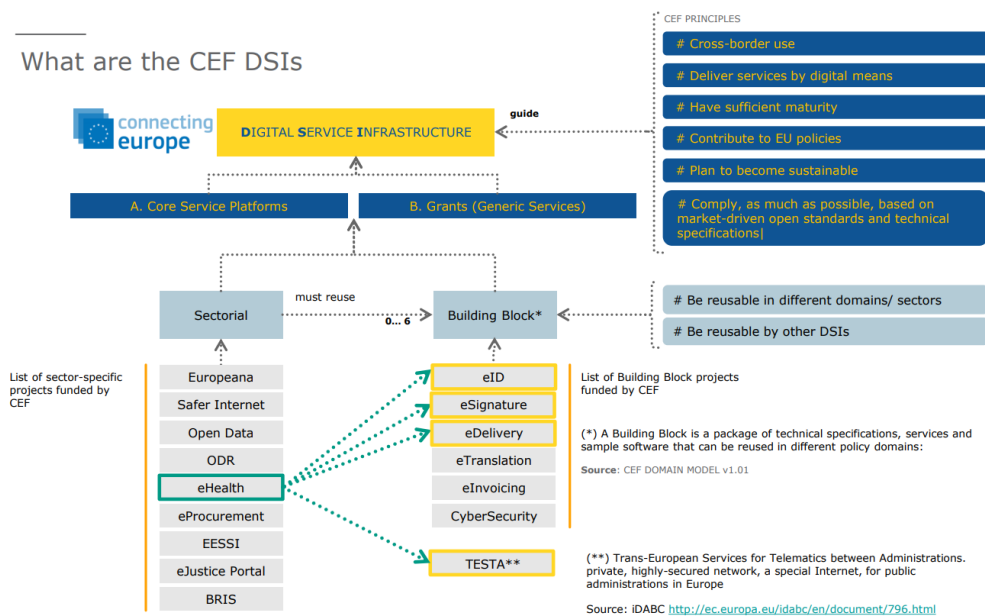 What are the CEF DSIs
connecting
europe
DIGITAL SERVICE INFRASTRUCTURE
guide
CEF PRINCIPLES
# Cross-border use
# Deliver services by digital means
# Have sufficient maturity
# Contribute to EU policies
# Plan to become sustainable
# Comply, as much as possible, based on
market-driven open standards and technical
specifications|
A. Core Service Platforms
B. Grants (Generic Services)
Sectorial
must reuse
0... 6
Building Block*
# Be reusable in different domains/ sectors
# Be reusable by other DSIs
List of sector-specific
projects funded by
CEF
Europeana
Safer Internet
Open Data
ODR
eHealth
eProcurement
EESSI
eJustice Portal
BRIS
eID
eSignature
eDelivery
eTranslation
eInvoicing
CyberSecurity
TESTA**
List of Building Block projects
funded by CEF
(*) A Building Block is a package of technical specifications, services and
sample software that can be reused in different policy domains:
Source: CEF DOMAIN MODEL v1.01
(**) Trans-European Services for Telematics between Administrations.
private, highly-secured network, a special Internet, for public
administrations in Europe
Source: iDABC http://ec.europa.eu/idabc/en/document/796.html